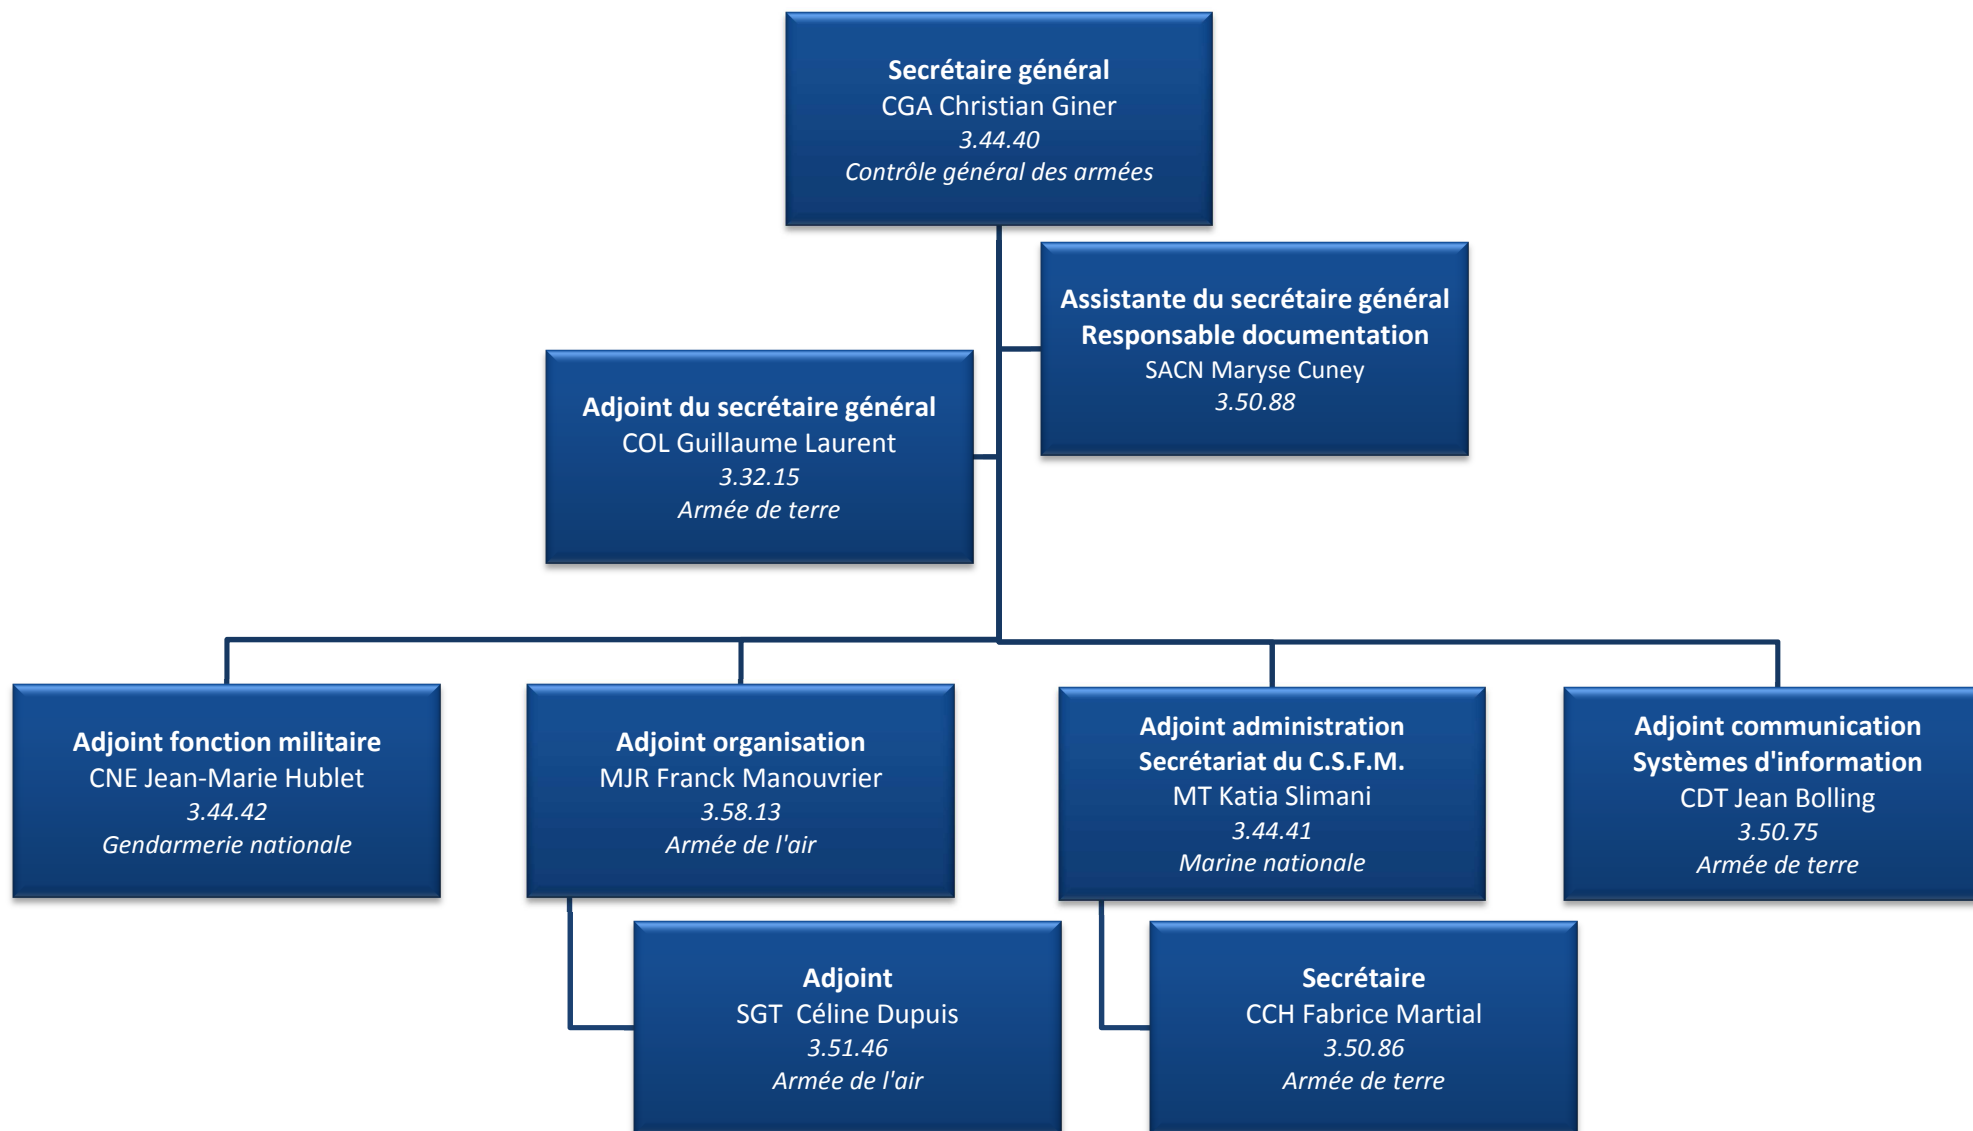 Secrétaire général
CGA Christian Giner
3.44.40
Contrôle général des armées
Assistante du secrétaire général
Responsable documentation
SACN Maryse Cuney
3.50.88
Adjoint du secrétaire général
COL Guillaume Laurent
3.32.15
Armée de terre
Adjoint fonction militaire
CNE Jean-Marie Hublet
3.44.42
Gendarmerie nationale
Adjoint organisation
MJR Franck Manouvrier
3.58.13
Armée de l'air
Adjoint administration
Secrétariat du C.S.F.M.
MT Katia Slimani
3.44.41
Marine nationale
Adjoint communication
Systèmes d'information
CDT Jean Bolling
3.50.75
Armée de terre
Adjoint
SGT  Céline Dupuis
3.51.46
Armée de l'air
Secrétaire
CCH Fabrice Martial
3.50.86
Armée de terre